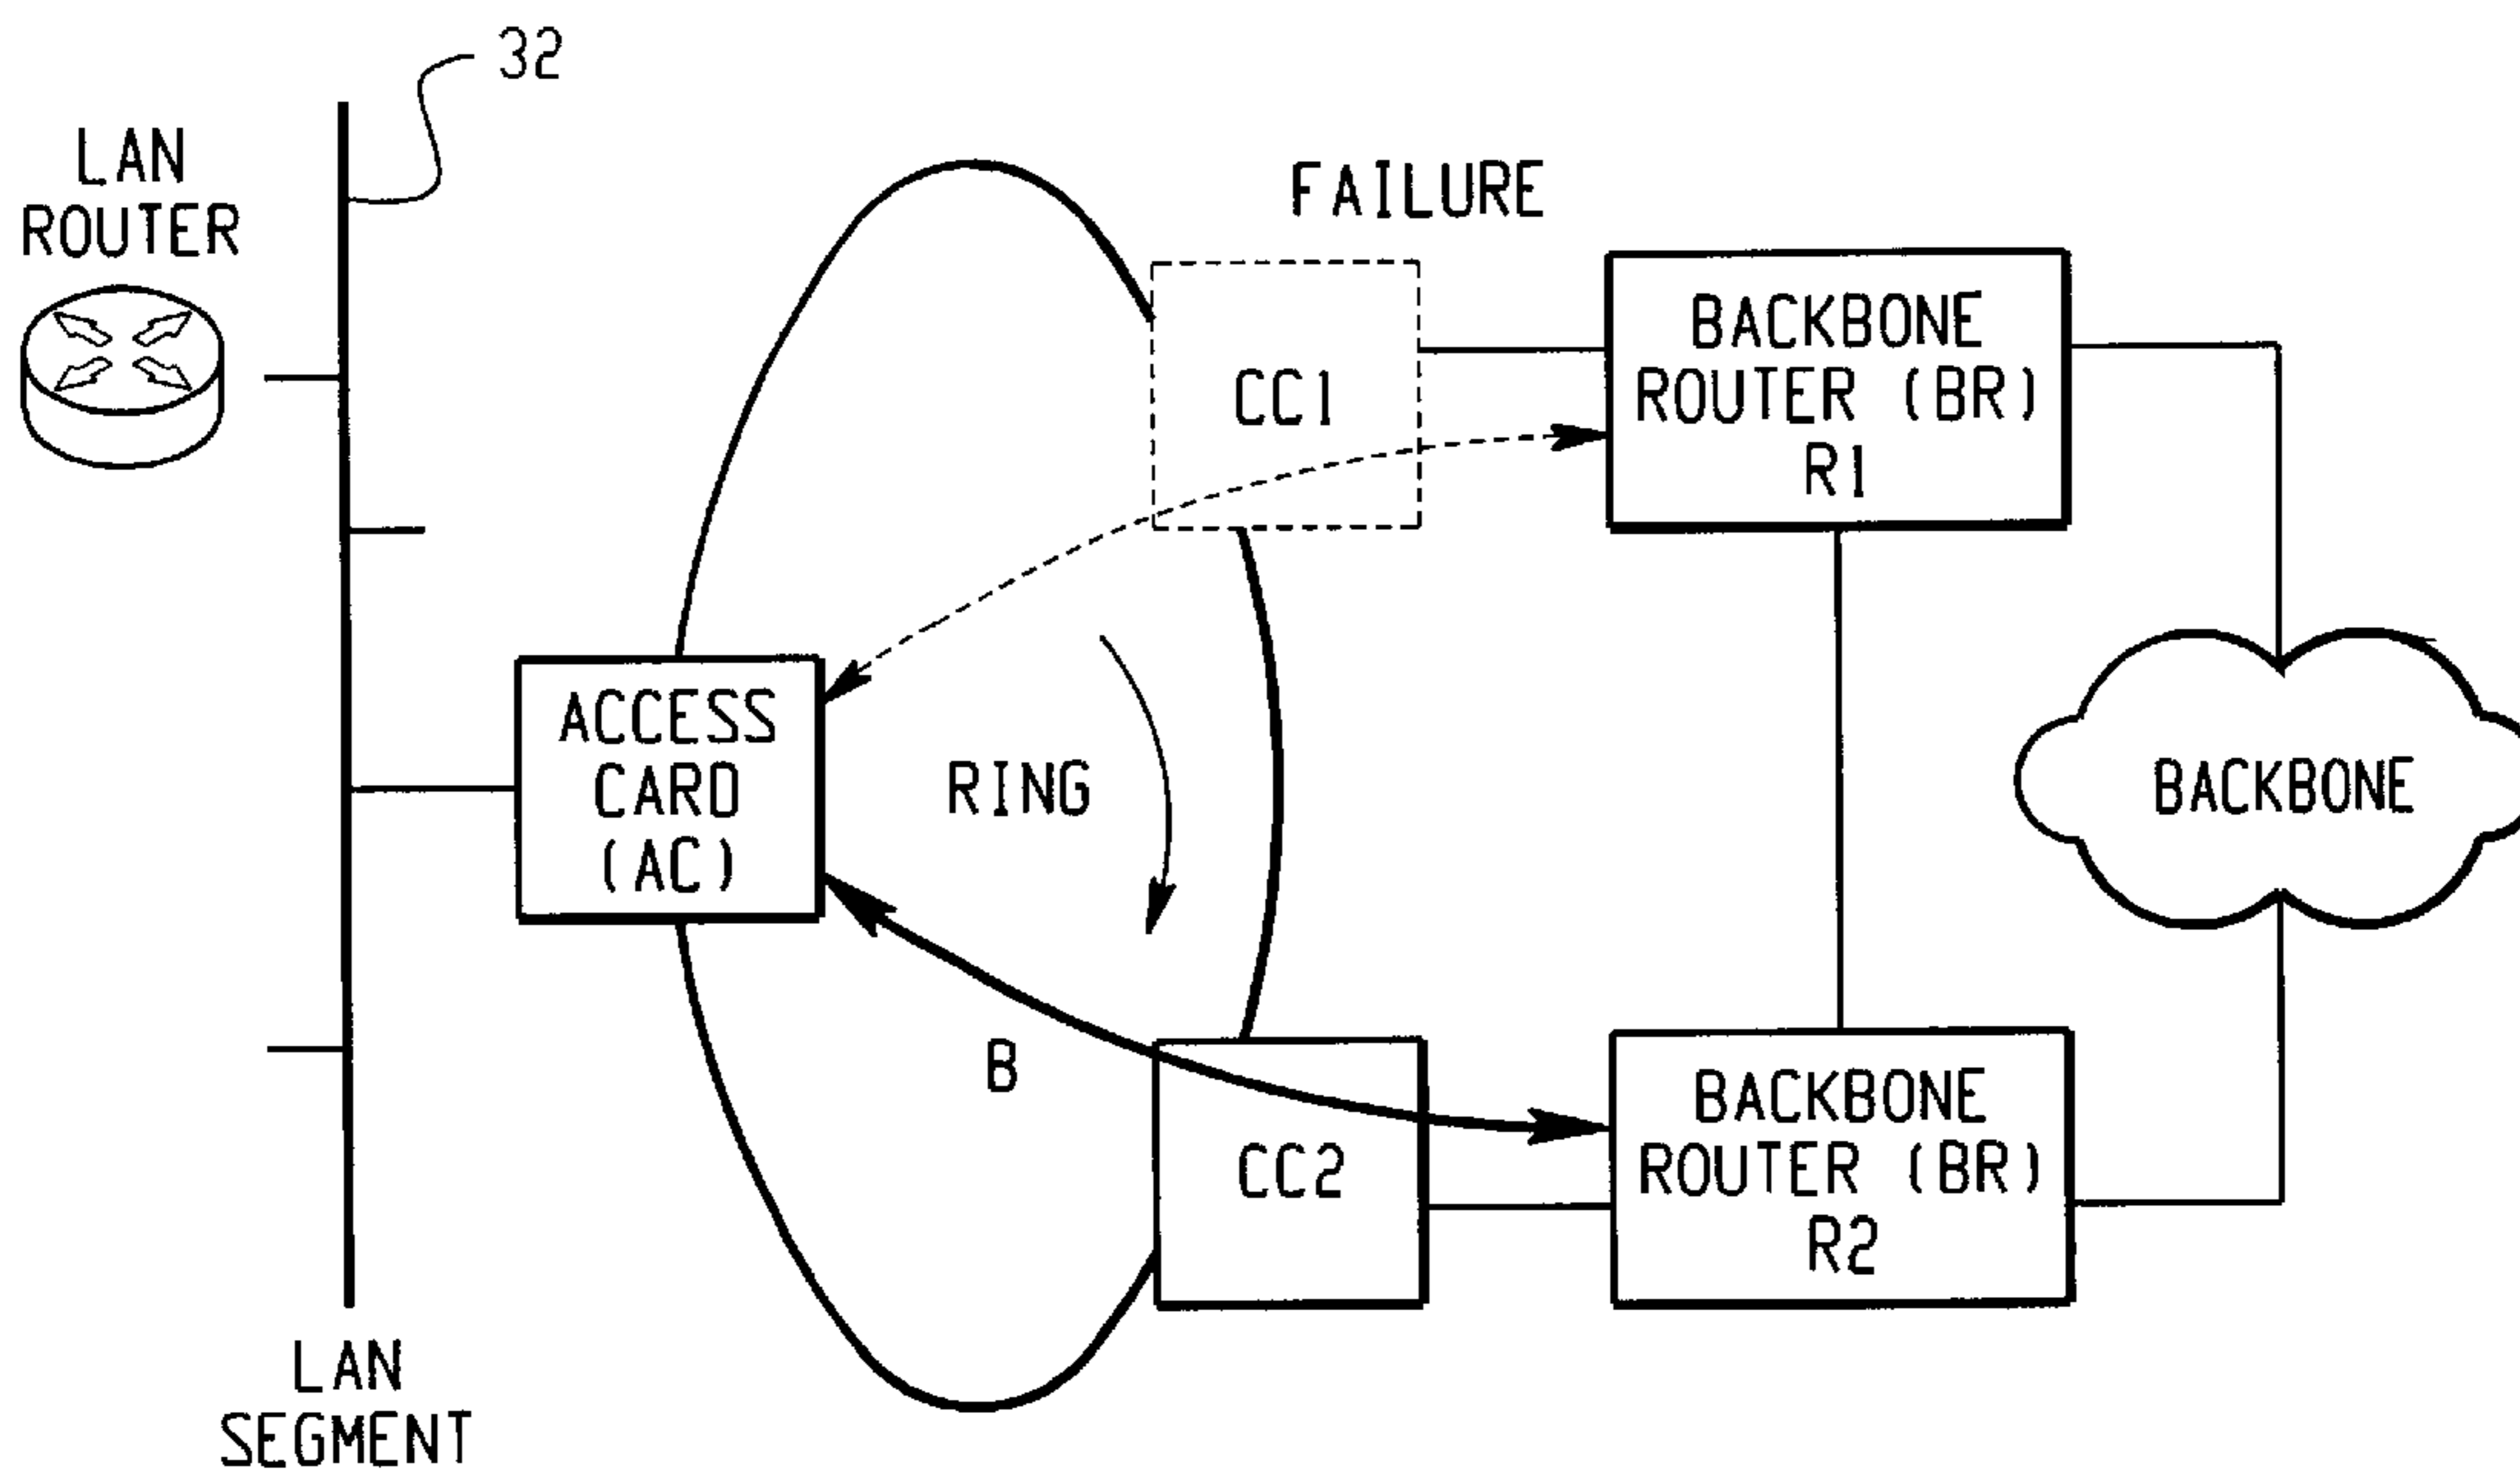 32
LAN
ROUTER
FAILURE
CC1
BACKBONE
ROUTER (BR)
R1
ACCESS
CARD
(AC)
RING
BACKBONE
B
CC2
BACKBONE
ROUTER (BR)
R2
LAN
SEGMENT